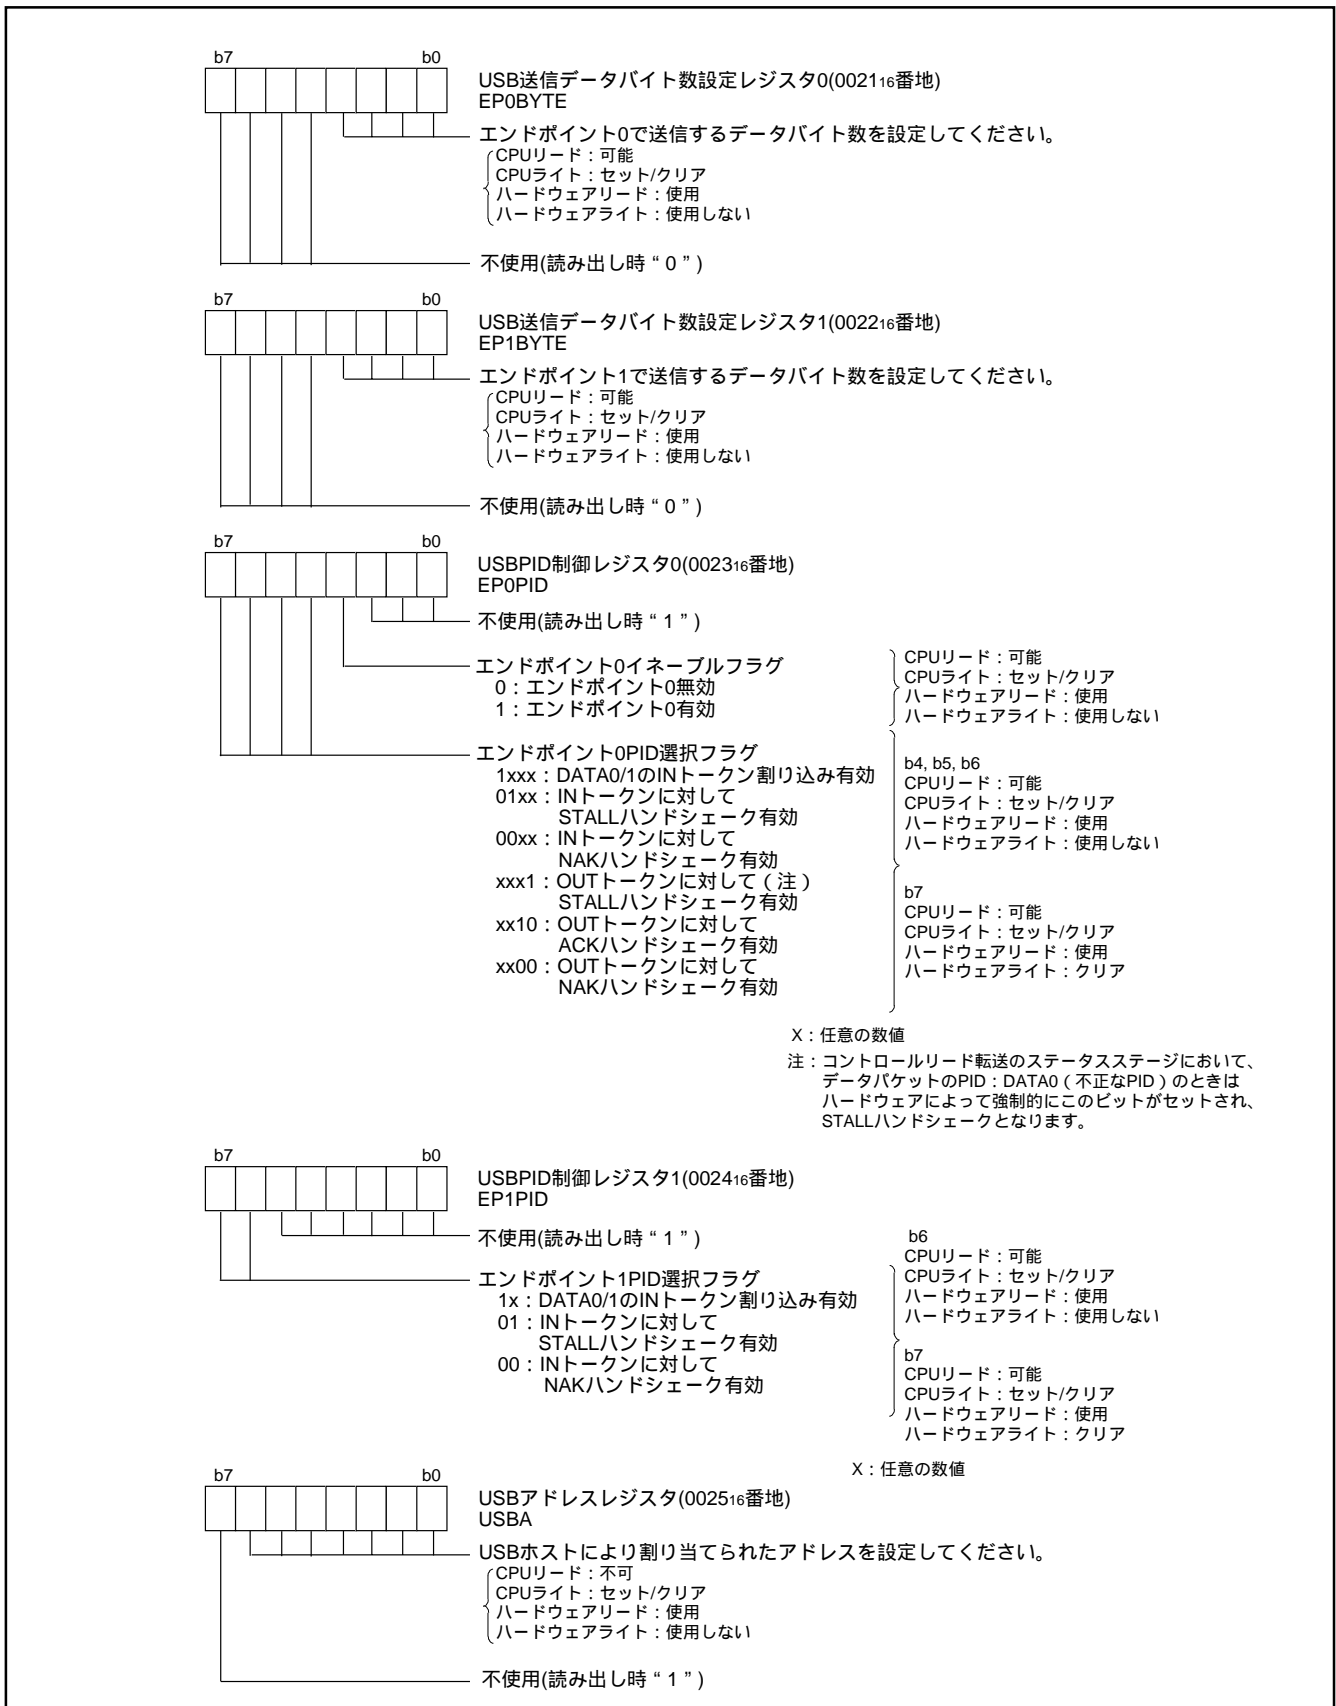 b7 b0
USB送信データバイト数設定レジスタ0(002116番地)
EP0BYTE
エンドポイント0で送信するデータバイト数を設定してください。
CPUリード：可能
CPUライト：セット/クリア
ハードウェアリード：使用
ハードウェアライト：使用しない
不使用(読み出し時“0”)
b7 b0
USB送信データバイト数設定レジスタ1(002216番地)
EP1BYTE
エンドポイント1で送信するデータバイト数を設定してください。
CPUリード：可能
CPUライト：セット/クリア
ハードウェアリード：使用
ハードウェアライト：使用しない
不使用(読み出し時“0”)
b7 b0
USBPID制御レジスタ0(002316番地)
EP0PID
不使用(読み出し時“1”)
エンドポイント0イネーブルフラグ
0：エンドポイント0無効
1：エンドポイント0有効
CPUリード：可能
CPUライト：セット/クリア
ハードウェアリード：使用
ハードウェアライト：使用しない
エンドポイント0PID選択フラグ
1xxx：DATA0/1のINトークン割り込み有効
01xx：INトークンに対して
STALLハンドシェーク有効
00xx：INトークンに対して
NAKハンドシェーク有効
xxx1：OUTトークンに対して（注）
STALLハンドシェーク有効
xx10：OUTトークンに対して
ACKハンドシェーク有効
xx00：OUTトークンに対して
NAKハンドシェーク有効
b4, b5, b6
CPUリード：可能
CPUライト：セット/クリア
ハードウェアリード：使用
ハードウェアライト：使用しない
b7
CPUリード：可能
CPUライト：セット/クリア
ハードウェアリード：使用
ハードウェアライト：クリア
X：任意の数値
注：コントロールリード転送のステータスステージにおいて、
データパケットのPID：DATA0（不正なPID）のときは
ハードウェアによって強制的にこのビットがセットされ、
STALLハンドシェークとなります。
b7 b0
USBPID制御レジスタ1(002416番地)
EP1PID
不使用(読み出し時“1”)
エンドポイント1PID選択フラグ
1x：DATA0/1のINトークン割り込み有効
01：INトークンに対して
STALLハンドシェーク有効
00：INトークンに対して
NAKハンドシェーク有効
b6
CPUリード：可能
CPUライト：セット/クリア
ハードウェアリード：使用
ハードウェアライト：使用しない
b7
CPUリード：可能
CPUライト：セット/クリア
ハードウェアリード：使用
ハードウェアライト：クリア
X：任意の数値
b7 b0
USBアドレスレジスタ(002516番地)
USBA
USBホストにより割り当てられたアドレスを設定してください。
CPUリード：不可
CPUライト：セット/クリア
ハードウェアリード：使用
ハードウェアライト：使用しない
不使用(読み出し時“1”)